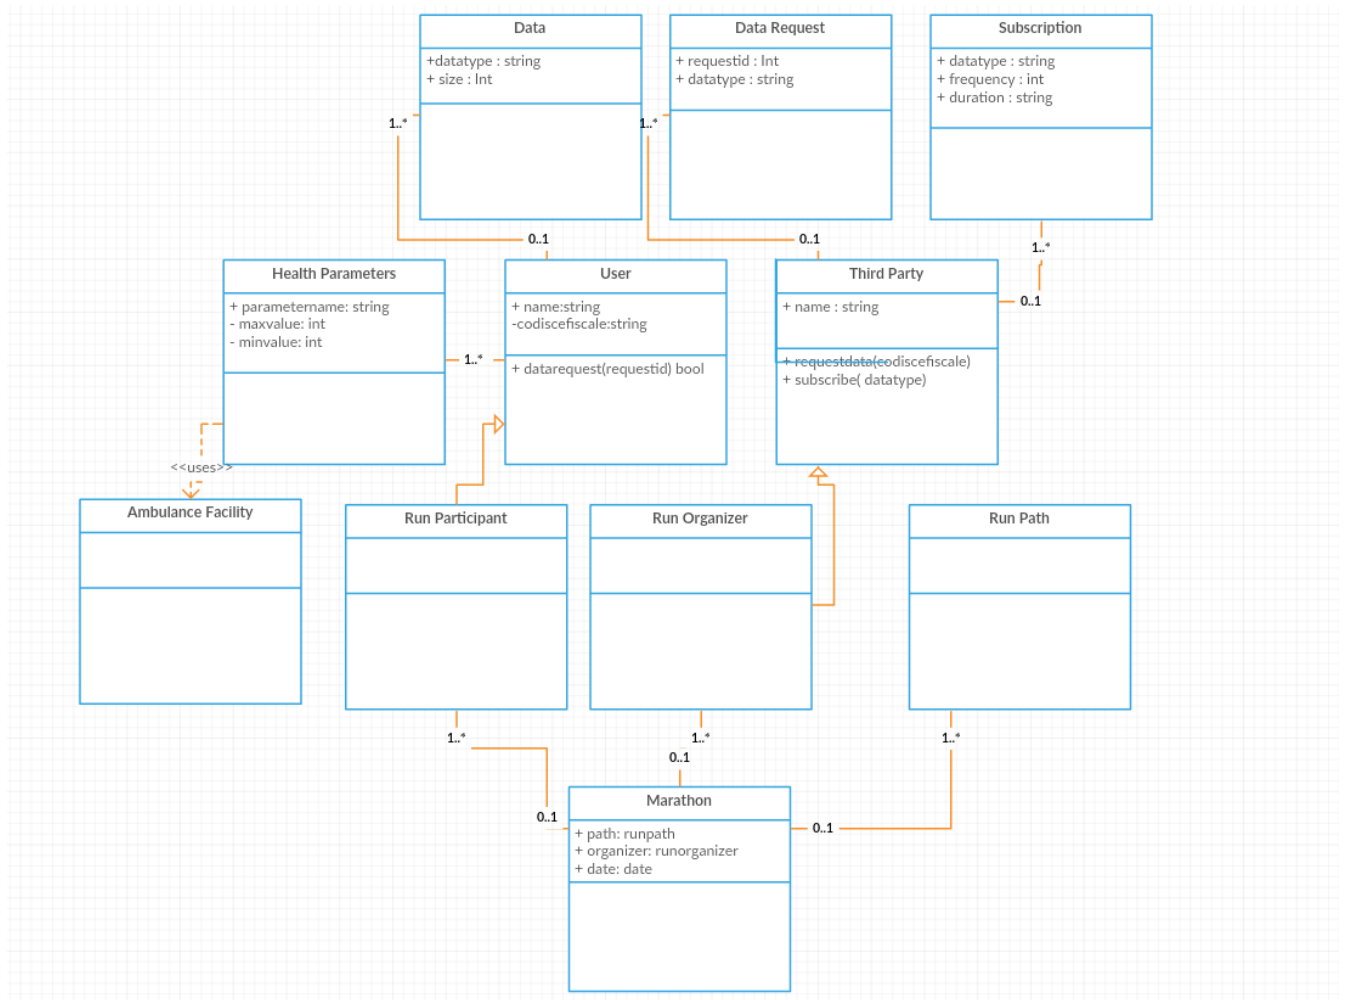 Data
+datatype : string
+ size : Int
Data Request
+ requestid : Int
+ datatype : string
Subscription
+ datatype : string
+ frequency : int
+ duration : string
1..*
1..*
0..1
0..1
1..*
Health Parameters
+ parametername: string
- maxvalue: int
- minvalue: int
User
+ name:string
-codiscefiscale:string
+ datarequest(requestid) bool
Third Party
+ name : string
+ requestdata(codiscefiscale)
+ subscribe( datatype)
0..1
1..*
<<uses>>
Ambulance Facility
Run Participant
Run Organizer
Run Path
1..*
1..*
1..*
0..1
0..1
0..1
Marathon
+ path: runpath
+ organizer: runorganizer
+ date: date